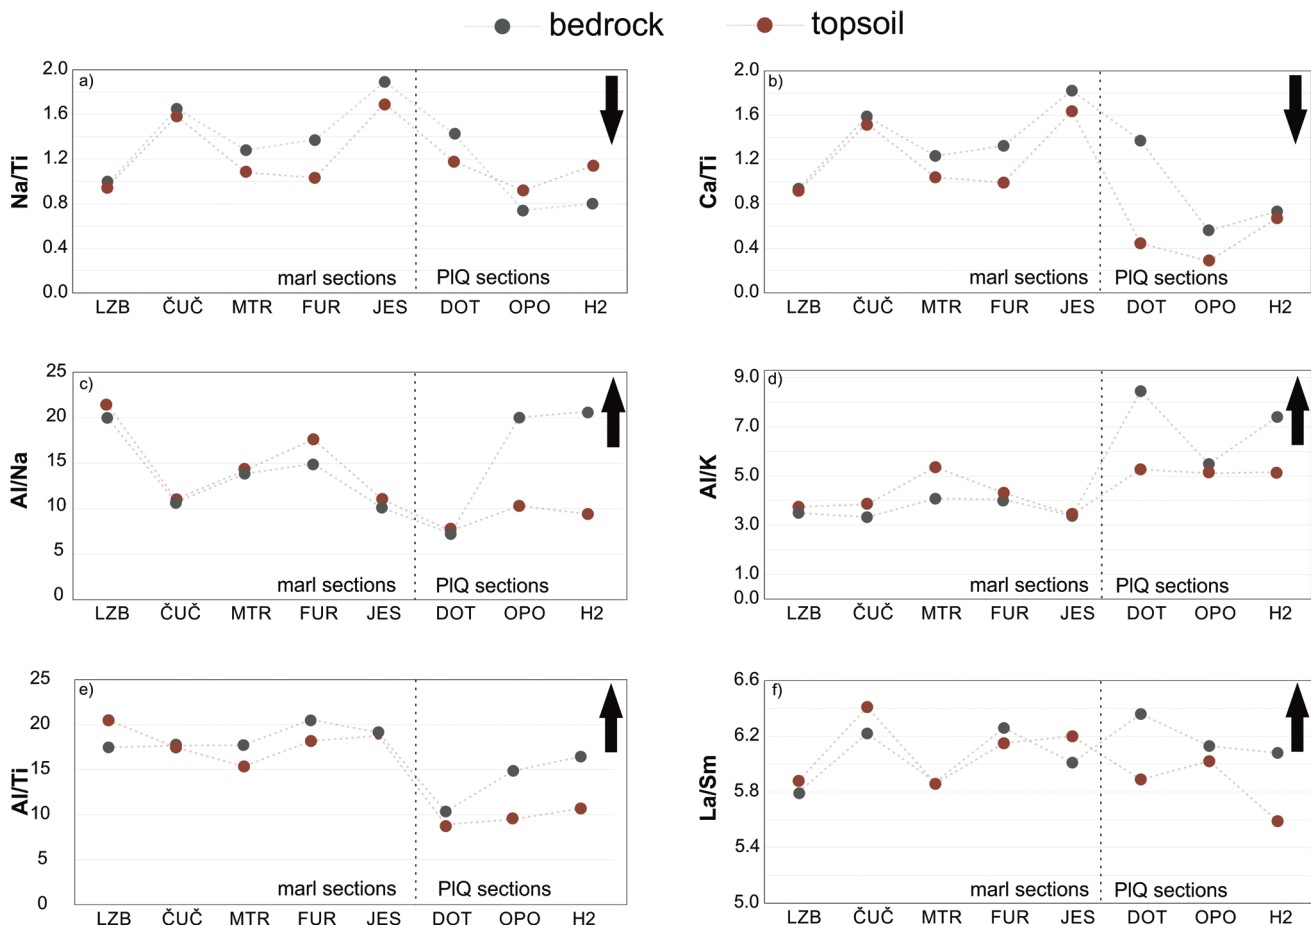 bedrock topsoil
a)
Na/Ti
2.0
1.6
1.2
0.8
0.4
0.0
marl sections PlQ sections
LZB ČUČ MTR FUR JES DOT OPO H2
b)
Ca/Ti
2.0
1.6
1.2
0.8
0.4
0.0
marl sections PlQ sections
LZB ČUČ MTR FUR JES DOT OPO H2
c)
Al/Na
25
20
15
10
5
0
marl sections PlQ sections
LZB ČUČ MTR FUR JES DOT OPO H2
d)
Al/K
9.0
7.0
5.0
3.0
1.0
0.0
marl sections PlQ sections
LZB ČUČ MTR FUR JES DOT OPO H2
e)
Al/Ti
25
20
15
10
5
0
marl sections PlQ sections
LZB ČUČ MTR FUR JES DOT OPO H2
f)
La/Sm
6.6
6.2
5.8
5.4
5.0
marl sections PlQ sections
LZB ČUČ MTR FUR JES DOT OPO H2